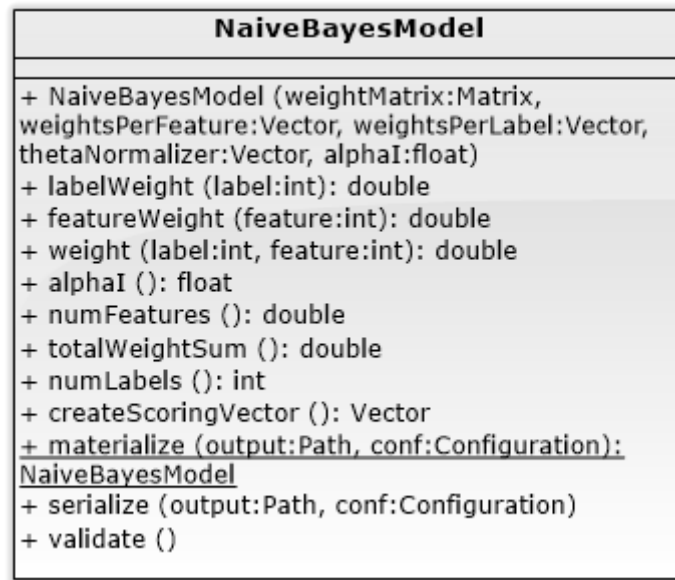 NaiveBayesModel
+ NaiveBayesModel (weightMatrix:Matrix,
weightsPerFeature:Vector, weightsPerLabel:Vector,
thetaNormalizer:Vector, alphaI:float)
+ labelWeight (label:int): double
+ featureWeight (feature:int): double
+ weight (label:int, feature:int): double
+ alphaI (): float
+ numFeatures (): double
+ totalWeightSum (): double
+ numLabels (): int
+ createScoringVector (): Vector
+ materialize (output:Path, conf:Configuration):
NaiveBayesModel
+ serialize (output:Path, conf:Configuration)
+ validate ()